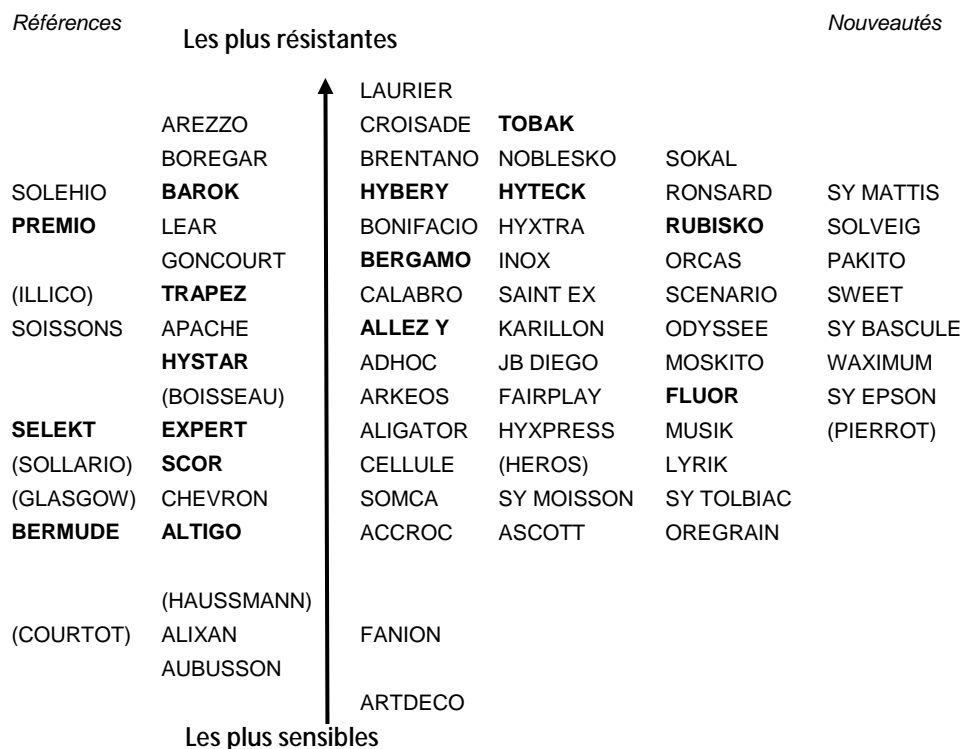 Références Nouveautés
Les plus résistantes
LAURIER
AREZZO CROISADE TOBAK
BOREGAR BRENTANO NOBLESKO SOKAL
SOLEHIO BAROK HYBERY HYTECK RONSARD SY MATTIS
PREMIO LEAR BONIFACIO HYXTRA RUBISKO SOLVEIG
GONCOURT BERGAMO INOX ORCAS PAKITO
(ILLICO) TRAPEZ CALABRO SAINT EX SCENARIO SWEET
SOISSONS APACHE ALLEZ Y KARILLON ODYSSEE SY BASCULE
HYSTAR ADHOC JB DIEGO MOSKITO WAXIMUM
(BOISSEAU) ARKEOS FAIRPLAY FLUOR SY EPSON
SELEKT EXPERT ALIGATOR HYXPRESS MUSIK (PIERROT)
(SOLLARIO) SCOR CELLULE (HEROS) LYRIK
(GLASGOW) CHEVRON SOMCA SY MOISSON SY TOLBIAC
BERMUDE ALTIGO ACCROC ASCOTT OREGRAIN
(HAUSSMANN)
(COURTOT) ALIXAN FANION
AUBUSSON
ARTDECO
Les plus sensibles